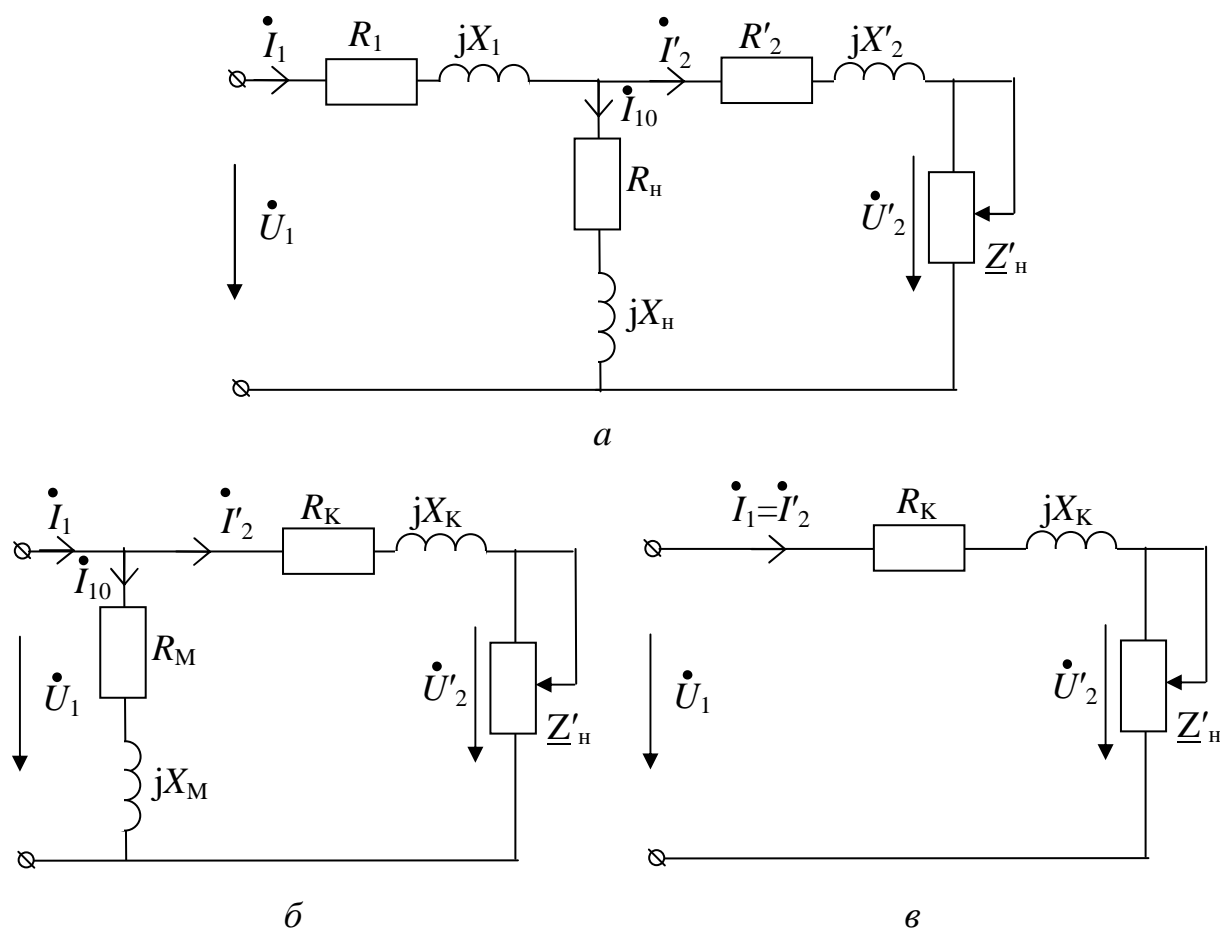 İ₁ R₁ jX₁ İ′₂ R′₂ jX′₂
İ₁₀
Rн
U̇₁ U̇′₂
Z̲′н
jXн
а
İ₁ İ′₂ RК jXК
İ₁₀
RМ
U̇₁ U̇′₂
Z̲′н
jXМ
б
İ₁=İ′₂ RК jXК
U̇₁ U̇′₂
Z̲′н
в